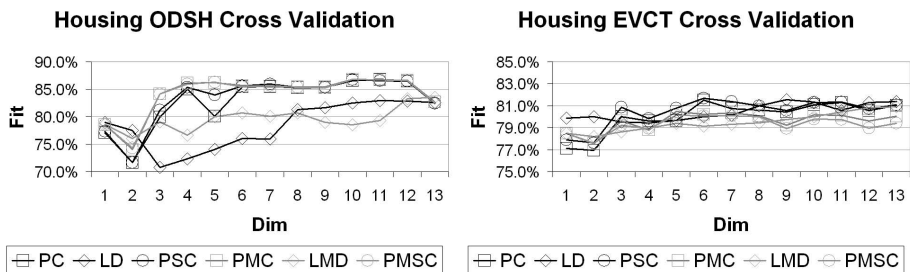 Housing ODSH Cross Validation
90.0%
85.0%
80.0%
75.0%
70.0%
Fit
1 2 3 4 5 6 7 8 9 10 11 12 13
Dim
PC LD PSC PMC LMD PMSC
Housing EVCT Cross Validation
85.0%
83.0%
81.0%
79.0%
77.0%
75.0%
Fit
1 2 3 4 5 6 7 8 9 10 11 12 13
Dim
PC LD PSC PMC LMD PMSC